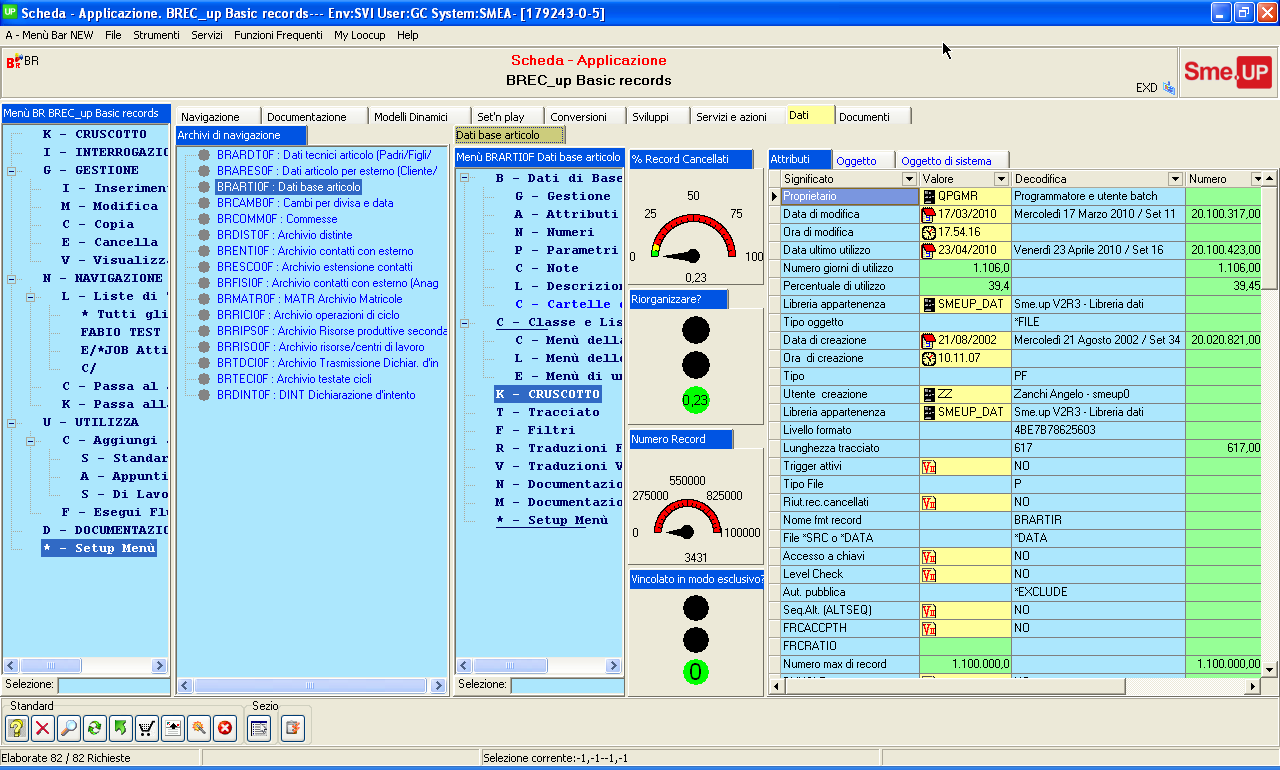 UP Scheda - Applicazione. BREC_up Basic records--- Env:SVI User:GC System:SMEA- [179243-0-5]
A - Menù Bar NEW File Strumenti Servizi Funzioni Frequenti My Loocup Help
BR BR
Scheda - Applicazione
BREC_up Basic records
EXD
Sme.UP
Menù BR BREC_up Basic records
K - CRUSCOTTO
I - INTERROGAZIO
G - GESTIONE
I - Inserimen
M - Modifica
C - Copia
E - Cancella
V - Visualizz
N - NAVIGAZIONE
L - Liste di
* Tutti gli
FABIO TEST
E/*JOB Atti
C/
C - Passa al
K - Passa all
U - UTILIZZA
C - Aggiungi
S - Standar
A - Appunti
S - Di Lavo
F - Esegui Fl
D - DOCUMENTAZIO
* - Setup Menù
Selezione:
Navigazione Documentazione Modelli Dinamici Set'n play Conversioni Sviluppi Servizi e azioni Dati Documenti
Archivi di navigazione
BRARDT0F : Dati tecnici articolo (Padri/Figli/
BRARES0F : Dati articolo per esterno (Cliente/
BRARTI0F : Dati base articolo
BRCAMB0F : Cambi per divisa e data
BRCOMM0F : Commesse
BRDIST0F : Archivio distinte
BRENTI0F : Archivio contatti con esterno
BRESCO0F : Archivio estensione contatti
BRFISI0F : Archivio contatti con esterno (Anag
BRMATR0F : MATR Archivio Matricole
BRRICI0F : Archivio operazioni di ciclo
BRRIPS0F : Archivio Risorse produttive seconda
BRRISO0F : Archivio risorse/centri di lavoro
BRTDCI0F : Archivio Trasmissione Dichiar. d'in
BRTECI0F : Archivio testate cicli
BRDINT0F : DINT Dichiarazione d'intento
Dati base articolo
Menù BRARTI0F Dati base articolo
B - Dati di Base
G - Gestione
A - Attributi
N - Numeri
P - Parametri
C - Note
L - Descrizion
C - Cartelle
C - Classe e Lis
C - Menù della
L - Menù delle
E - Menù di un
K - CRUSCOTTO
T - Tracciato
F - Filtri
R - Traduzioni F
V - Traduzioni V
N - Documentazio
M - Documentazio
* - Setup Menù
Selezione:
% Record Cancellati
50
25 75
0 100
0,23
Riorganizzare?
0,23
Numero Record
550000
275000 825000
0 1100000
3431
Vincolato in modo esclusivo?
0
Attributi Oggetto Oggetto di sistema
Significato Valore Decodifica Numero
Proprietario QPGMR Programmatore e utente batch
Data di modifica 17/03/2010 Mercoledì 17 Marzo 2010 / Set 11 20.100.317,00
Ora di modifica 17.54.16
Data ultimo utilizzo 23/04/2010 Venerdì 23 Aprile 2010 / Set 16 20.100.423,00
Numero giorni di utilizzo 1.106,0 1.106,00
Percentuale di utilizzo 39,4 39,45
Libreria appartenenza SMEUP_DAT Sme.up V2R3 - Libreria dati
Tipo oggetto *FILE
Data di creazione 21/08/2002 Mercoledì 21 Agosto 2002 / Set 34 20.020.821,00
Ora di creazione 10.11.07
Tipo PF
Utente creazione ZZ Zanchi Angelo - smeup0
Libreria appartenenza SMEUP_DAT Sme.up V2R3 - Libreria dati
Livello formato 4BE7B78625603
Lunghezza tracciato 617 617,00
Trigger attivi NO
Tipo File P
Riut.rec.cancellati NO
Nome fmt record BRARTIR
File *SRC o *DATA *DATA
Accesso a chiavi NO
Level Check NO
Aut. pubblica *EXCLUDE
Seq.Alt. (ALTSEQ) NO
FRCACCPTH NO
FRCRATIO
Numero max di record 1.100.000,0 1.100.000,00
Standard Sezio
Elaborate 82 / 82 Richieste Selezione corrente:-1,-1--1,-1